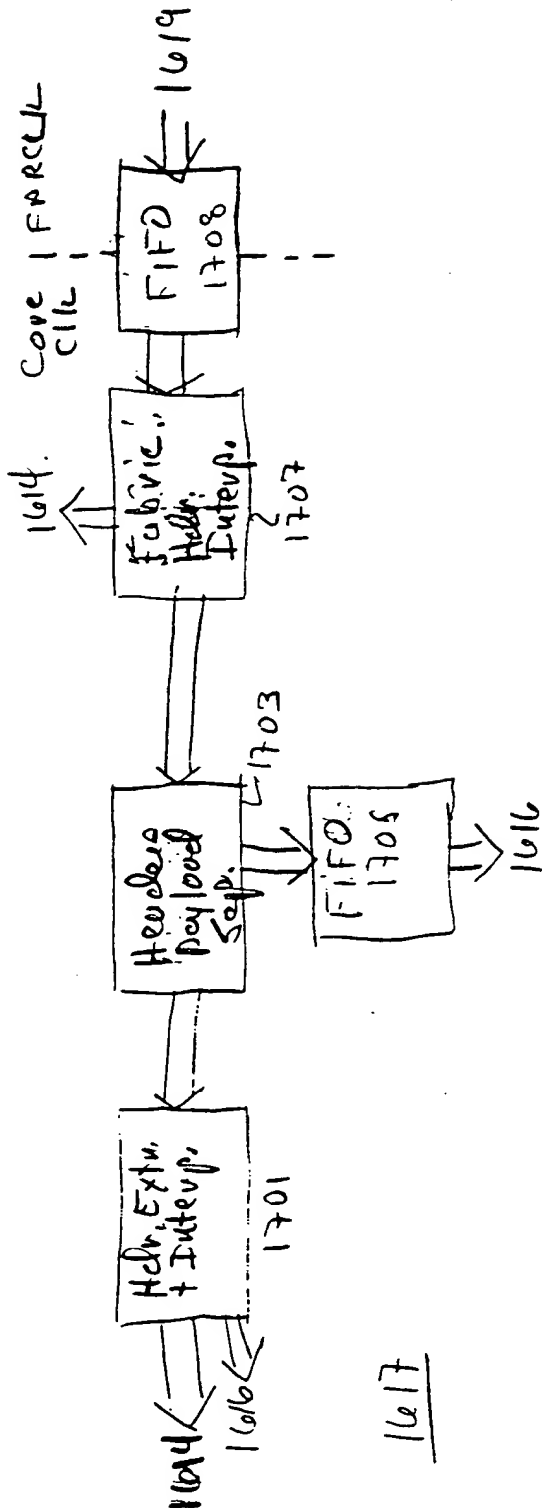 1614
1616
Hdr. Extn.
+ Interp.
1701
Header
Payload
Sep.
1703
FIFO
1705
1616
1614.
Fabric.
Hdr.
Interp.
1707
Core | FABCLK
Clk
FIFO
1708
1619
1617